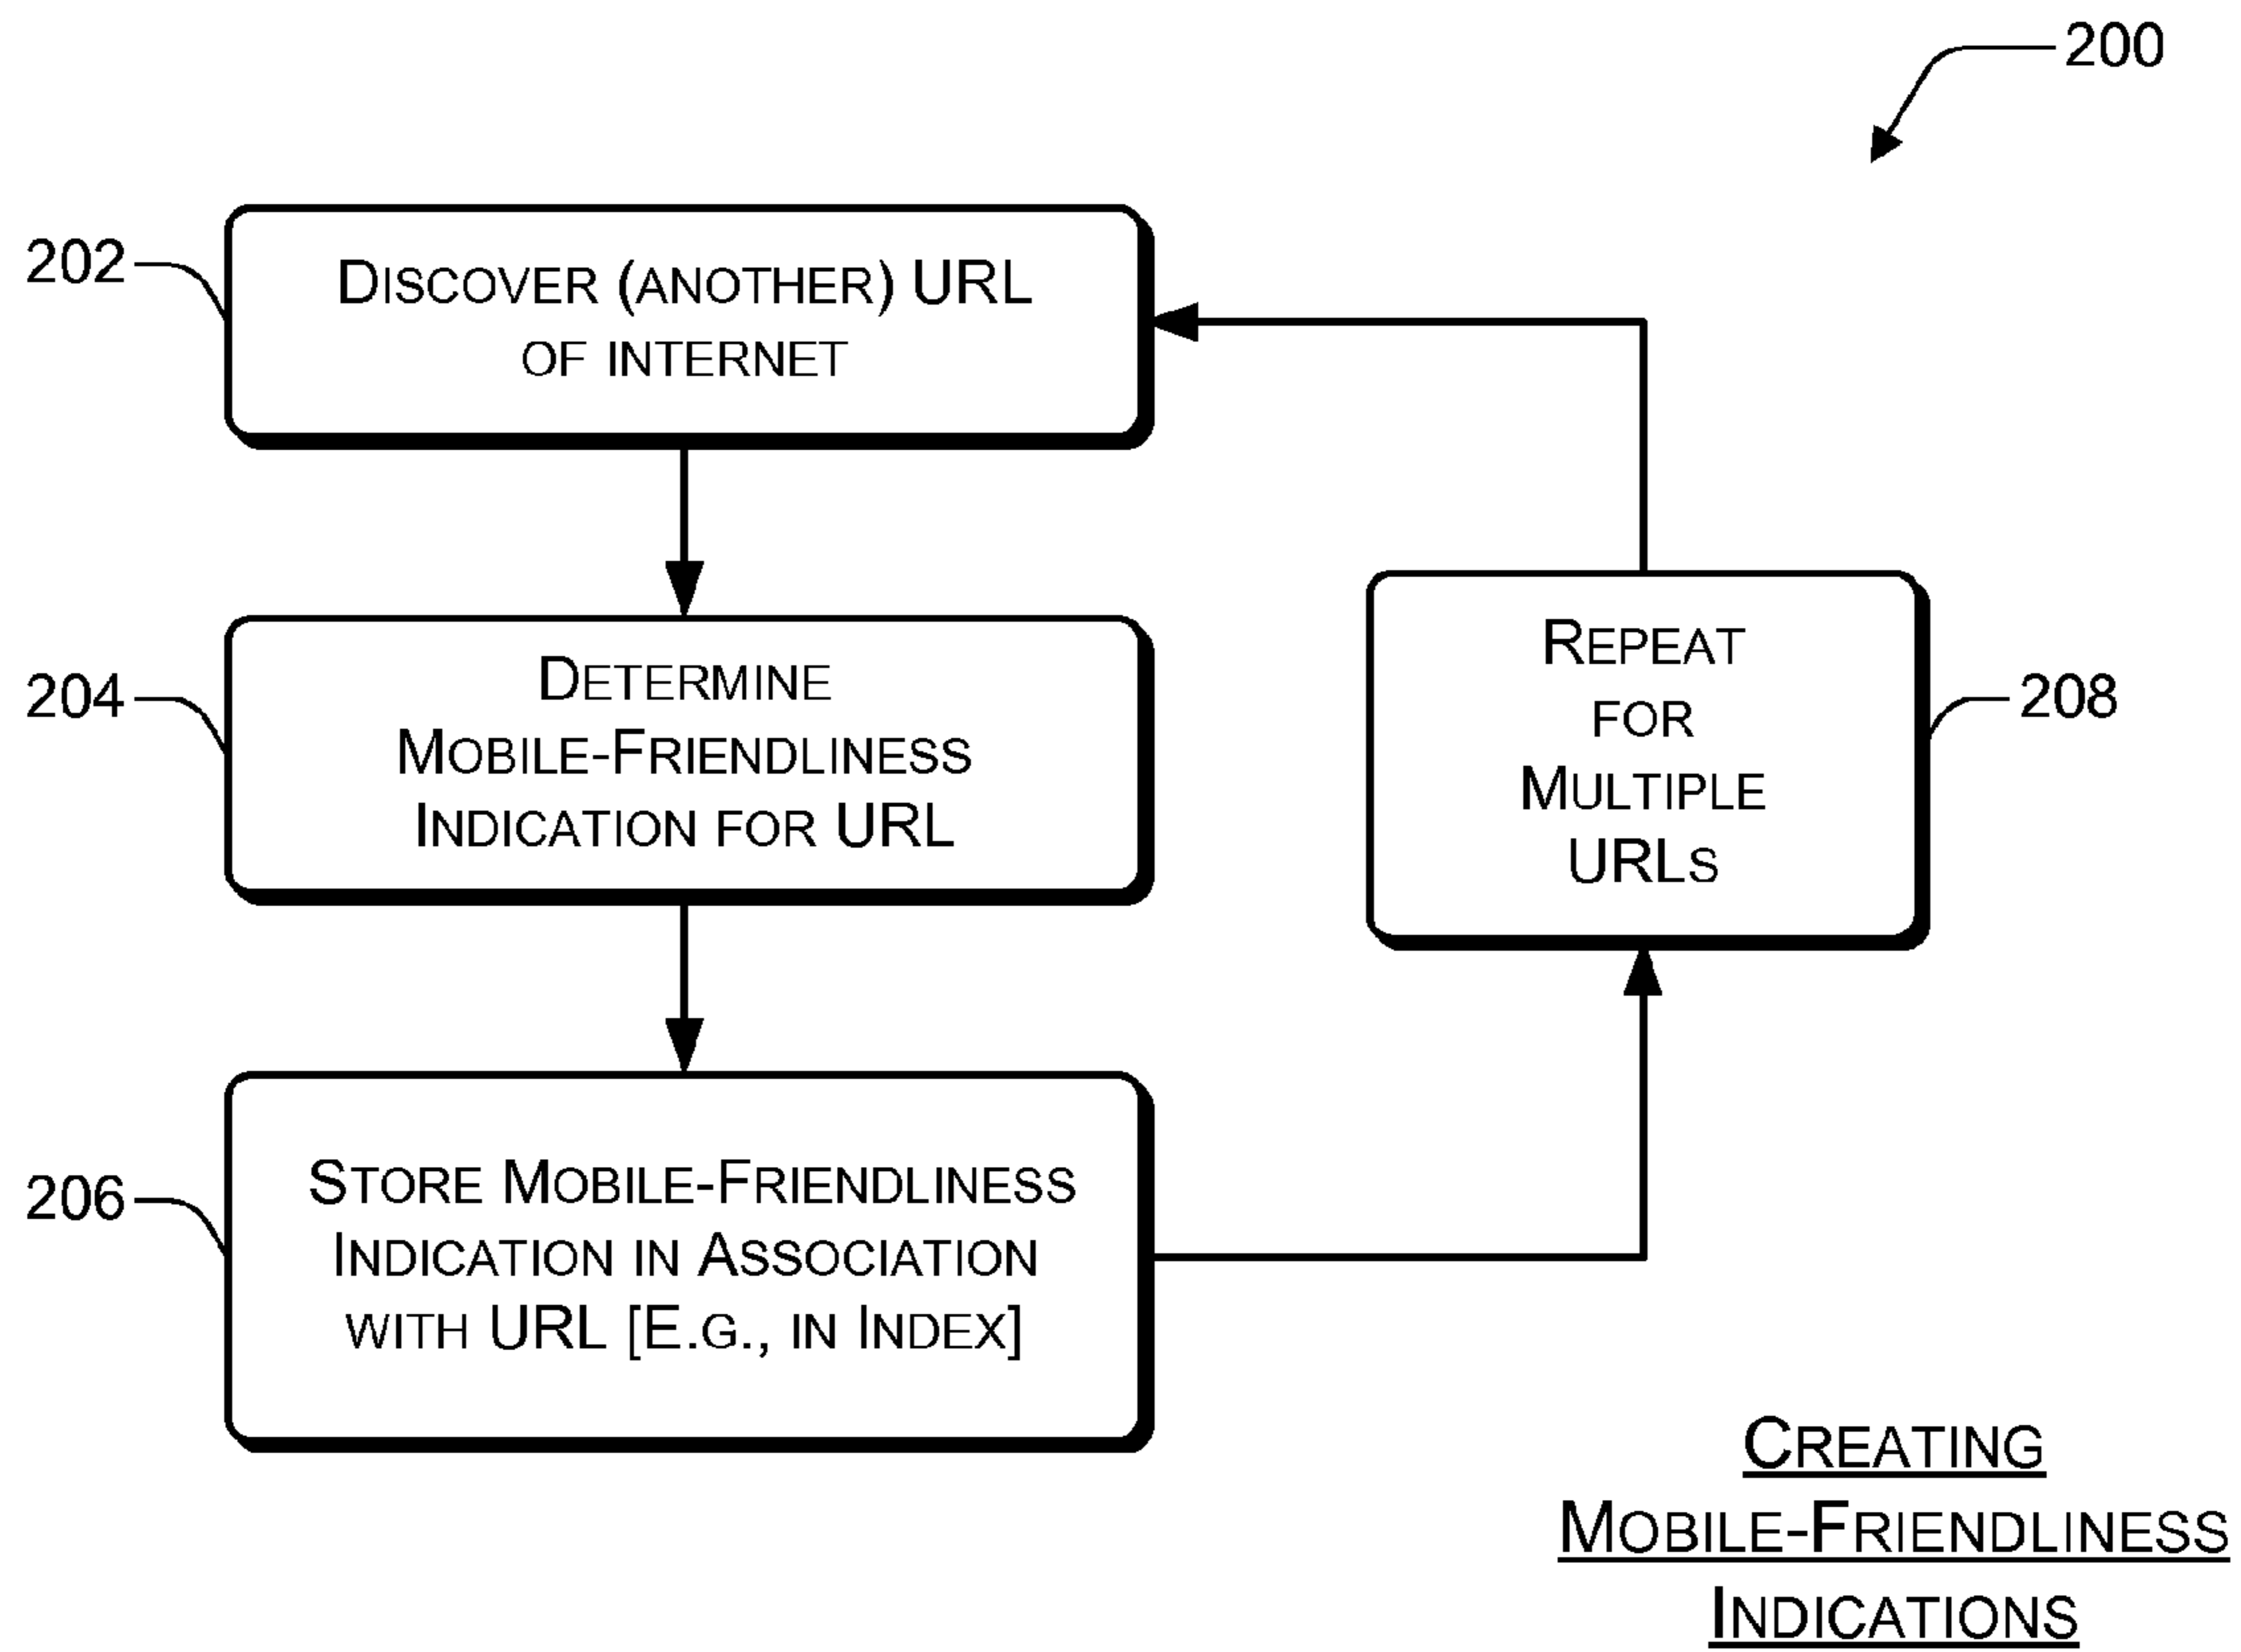 200
202
DISCOVER (ANOTHER) URL
OF INTERNET
204
DETERMINE
MOBILE-FRIENDLINESS
INDICATION FOR URL
REPEAT
FOR
MULTIPLE
URLS
208
206
STORE MOBILE-FRIENDLINESS
INDICATION IN ASSOCIATION
WITH URL [E.G., IN INDEX]
CREATING
MOBILE-FRIENDLINESS
INDICATIONS